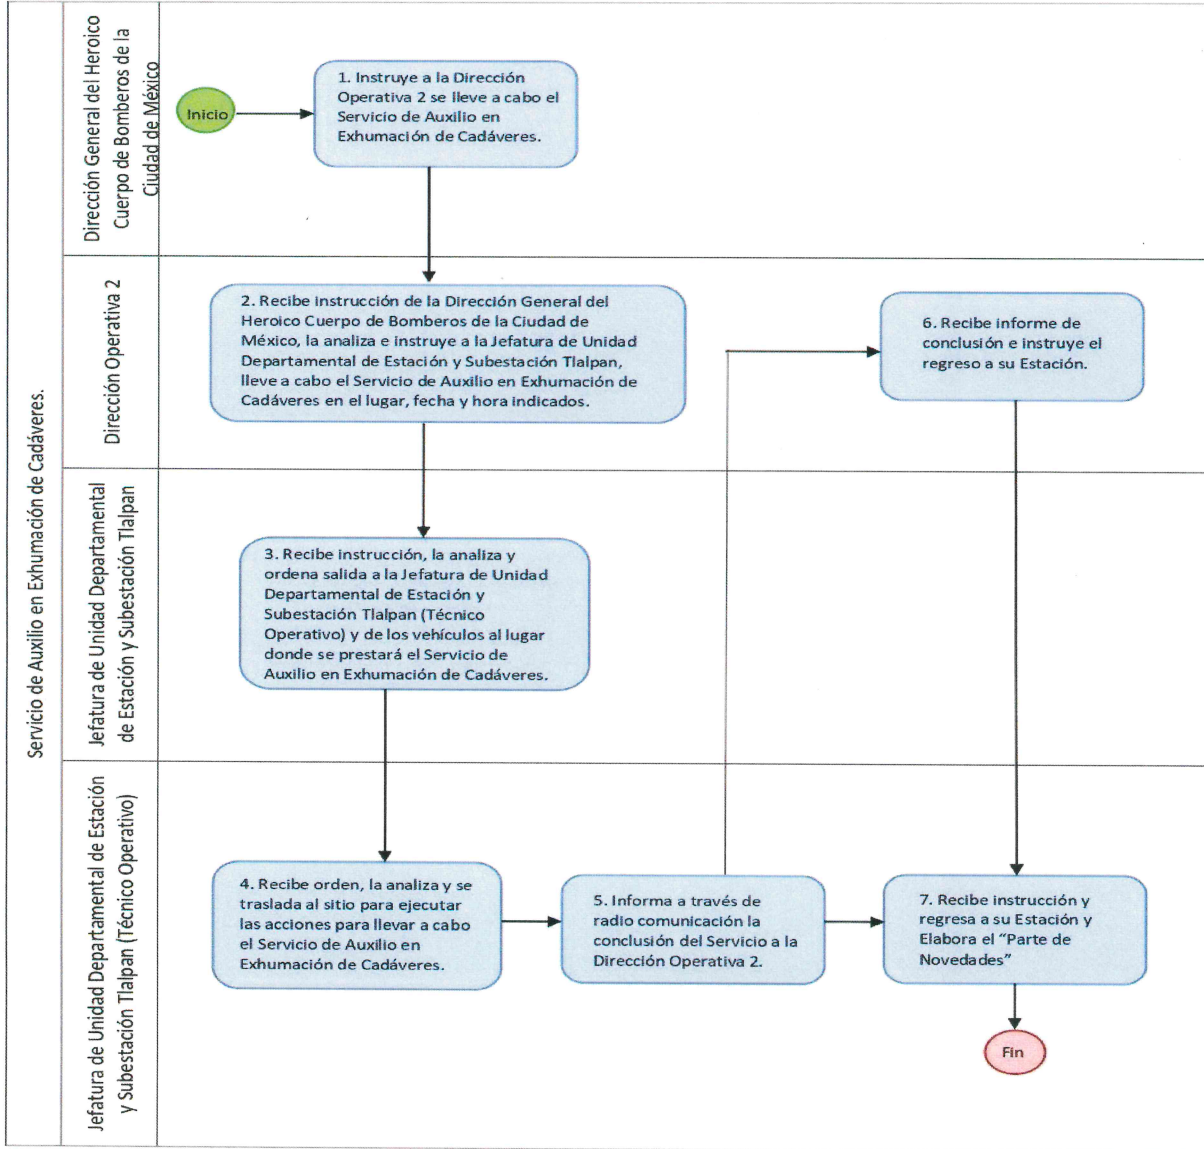 Servicio de Auxilio en Exhumación de Cadáveres.
Dirección General del Heroico
Cuerpo de Bomberos de la
Ciudad de México
Inicio
1. Instruye a la Dirección
Operativa 2 se lleve a cabo el
Servicio de Auxilio en
Exhumación de Cadáveres.
Dirección Operativa 2
2. Recibe instrucción de la Dirección General del
Heroico Cuerpo de Bomberos de la Ciudad de
México, la analiza e instruye a la Jefatura de Unidad
Departamental de Estación y Subestación Tlalpan,
lleve a cabo el Servicio de Auxilio en Exhumación de
Cadáveres en el lugar, fecha y hora indicados.
6. Recibe informe de
conclusión e instruye el
regreso a su Estación.
Jefatura de Unidad Departamental
de Estación y Subestación Tlalpan
3. Recibe instrucción, la analiza y
ordena salida a la Jefatura de Unidad
Departamental de Estación y
Subestación Tlalpan (Técnico
Operativo) y de los vehículos al lugar
donde se prestará el Servicio de
Auxilio en Exhumación de Cadáveres.
Jefatura de Unidad Departamental de Estación
y Subestación Tlalpan (Técnico Operativo)
4. Recibe orden, la analiza y se
traslada al sitio para ejecutar
las acciones para llevar a cabo
el Servicio de Auxilio en
Exhumación de Cadáveres.
5. Informa a través de
radio comunicación la
conclusión del Servicio a la
Dirección Operativa 2.
7. Recibe instrucción y
regresa a su Estación y
Elabora el “Parte de
Novedades”
Fin